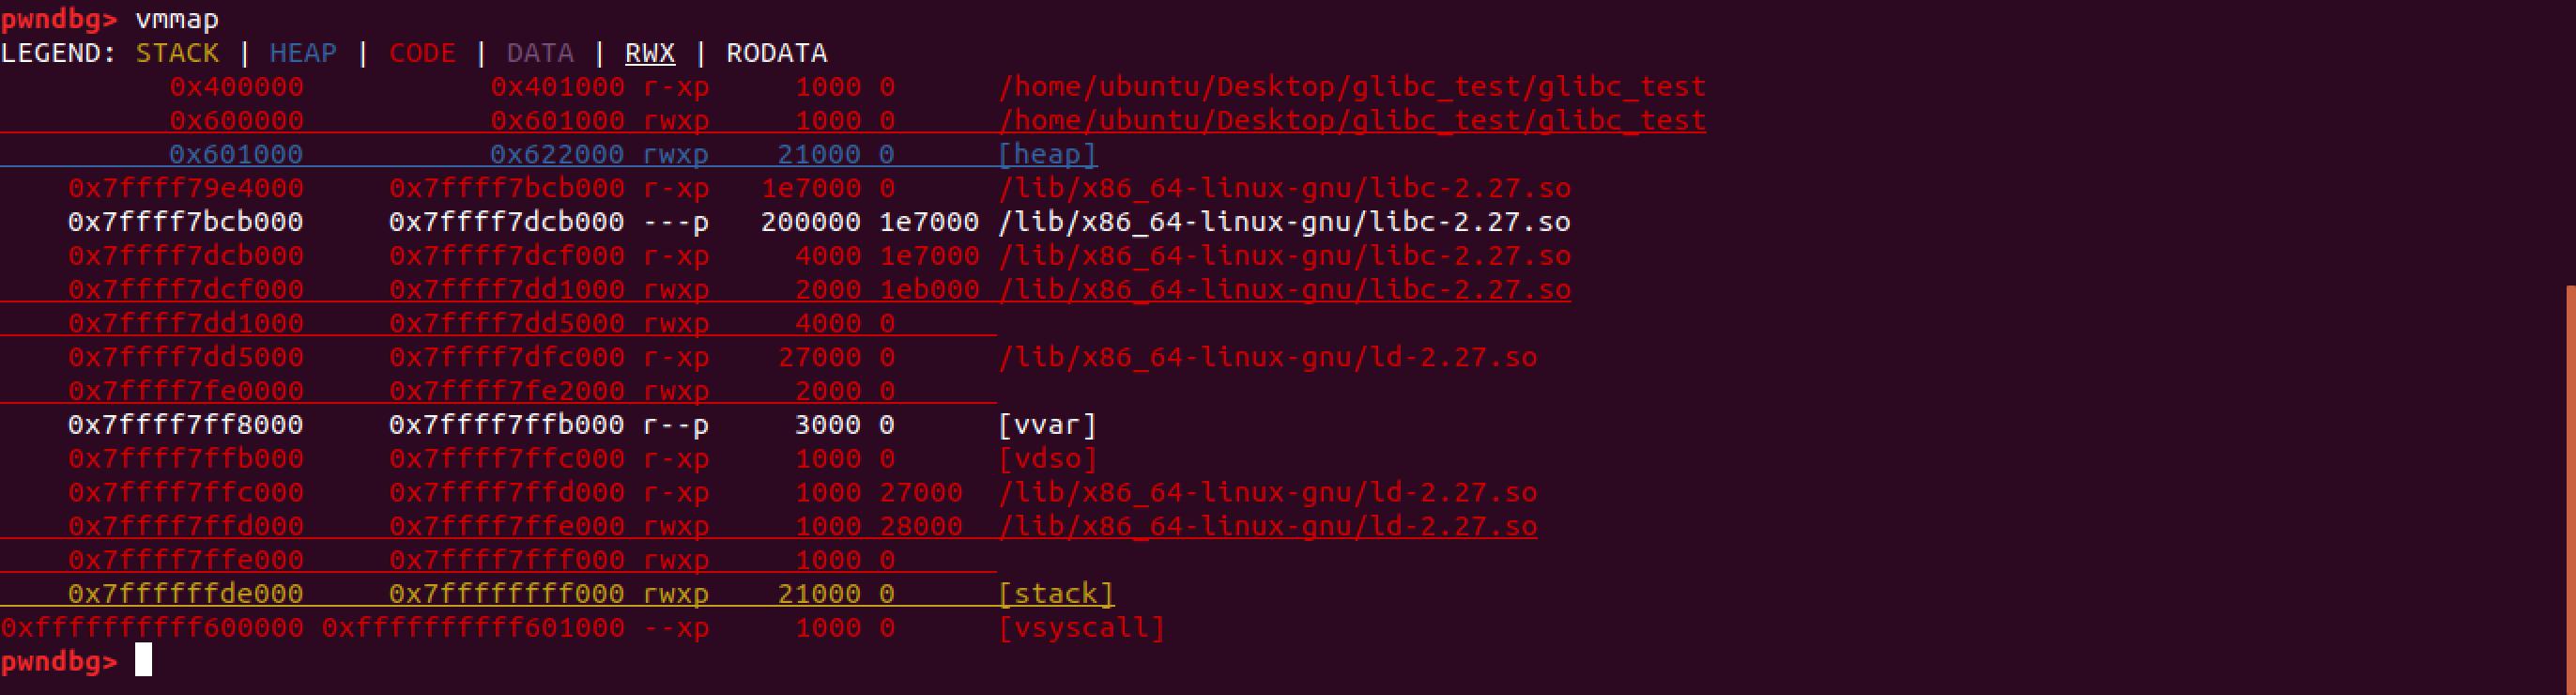 pwndbg> vmmap
LEGEND: STACK | HEAP | CODE | DATA | RWX | RODATA
0x400000 0x401000 r-xp 1000 0 /home/ubuntu/Desktop/glibc_test/glibc_test
0x600000 0x601000 rwxp 1000 0 /home/ubuntu/Desktop/glibc_test/glibc_test
0x601000 0x622000 rwxp 21000 0 [heap]
0x7ffff79e4000 0x7ffff7bcb000 r-xp 1e7000 0 /lib/x86_64-linux-gnu/libc-2.27.so
0x7ffff7bcb000 0x7ffff7dcb000 ---p 200000 1e7000 /lib/x86_64-linux-gnu/libc-2.27.so
0x7ffff7dcb000 0x7ffff7dcf000 r-xp 4000 1e7000 /lib/x86_64-linux-gnu/libc-2.27.so
0x7ffff7dcf000 0x7ffff7dd1000 rwxp 2000 1eb000 /lib/x86_64-linux-gnu/libc-2.27.so
0x7ffff7dd1000 0x7ffff7dd5000 rwxp 4000 0
0x7ffff7dd5000 0x7ffff7dfc000 r-xp 27000 0 /lib/x86_64-linux-gnu/ld-2.27.so
0x7ffff7fe0000 0x7ffff7fe2000 rwxp 2000 0
0x7ffff7ff8000 0x7ffff7ffb000 r--p 3000 0 [vvar]
0x7ffff7ffb000 0x7ffff7ffc000 r-xp 1000 0 [vdso]
0x7ffff7ffc000 0x7ffff7ffd000 r-xp 1000 27000 /lib/x86_64-linux-gnu/ld-2.27.so
0x7ffff7ffd000 0x7ffff7ffe000 rwxp 1000 28000 /lib/x86_64-linux-gnu/ld-2.27.so
0x7ffff7ffe000 0x7ffff7fff000 rwxp 1000 0
0x7ffffffde000 0x7ffffffff000 rwxp 21000 0 [stack]
0xffffffffff600000 0xffffffffff601000 --xp 1000 0 [vsyscall]
pwndbg>